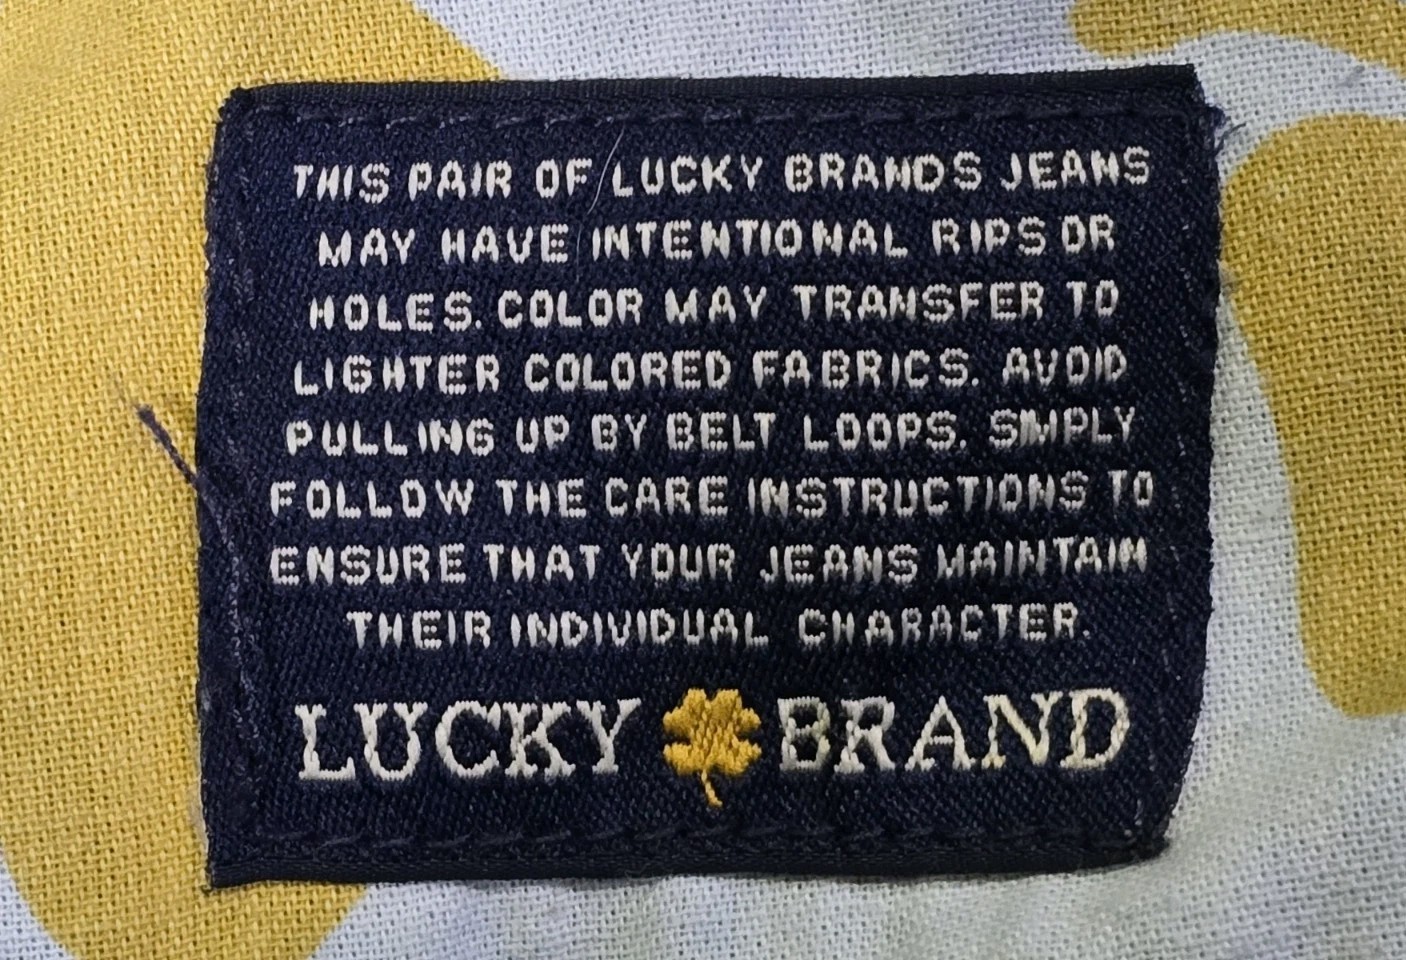 THIS PAIR OF LUCKY BRANDS JEANS
MAY HAVE INTENTIONAL RIPS OR
HOLES. COLOR MAY TRANSFER TO
LIGHTER COLORED FABRICS. AVOID
PULLING UP BY BELT LOOPS. SIMPLY
FOLLOW THE CARE INSTRUCTIONS TO
ENSURE THAT YOUR JEANS MAINTAIN
THEIR INDIVIDUAL CHARACTER.
LUCKY BRAND